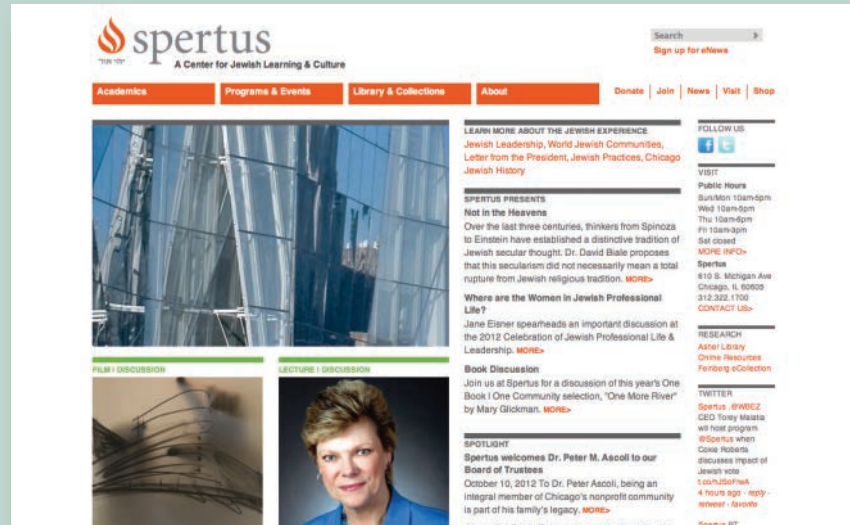 spertus
A Center for Jewish Learning & Culture
Search
Sign up for eNews
Academics
Programs & Events
Library & Collections
About
Donate
Join
News
Visit
Shop
LEARN MORE ABOUT THE JEWISH EXPERIENCE
Jewish Leadership, World Jewish Communities,
Letter from the President, Jewish Practices, Chicago
Jewish History
SPERTUS PRESENTS
Not in the Heavens
Over the last three centuries, thinkers from Spinoza
to Einstein have established a distinctive tradition of
Jewish secular thought. Dr. David Biale proposes
that this secularism did not necessarily mean a total
rupture from Jewish religious tradition. MORE>
Where are the Women in Jewish Professional
Life?
Jane Eisner spearheads an important discussion at
the 2012 Celebration of Jewish Professional Life &
Leadership. MORE>
Book Discussion
Join us at Spertus for a discussion of this year's One
Book I One Community selection, "One More River"
by Mary Glickman. MORE>
SPOTLIGHT
Spertus welcomes Dr. Peter M. Ascoli to our
Board of Trustees
October 10, 2012 To Dr. Peter Ascoli, being an
integral member of Chicago's nonprofit community
is part of his family's legacy. MORE>
FILM I DISCUSSION
LECTURE I DISCUSSION
FOLLOW US
VISIT
Public Hours
Sun/Mon 10am-5pm
Wed 10am-5pm
Thu 10am-6pm
Fri 10am-3pm
Sat closed
MORE INFO>
Spertus
610 S. Michigan Ave
Chicago, IL 60605
312.322.1700
CONTACT US>
RESEARCH
Asher Library
Online Resources
Feinberg eCollection
TWITTER
Spertus .@WBEZ
CEO Torey Malatia
will host program
@Spertus when
Cokie Roberts
discusses impact of
Jewish vote
t.co/hJSoFheA
4 hours ago - reply -
retweet - favorite